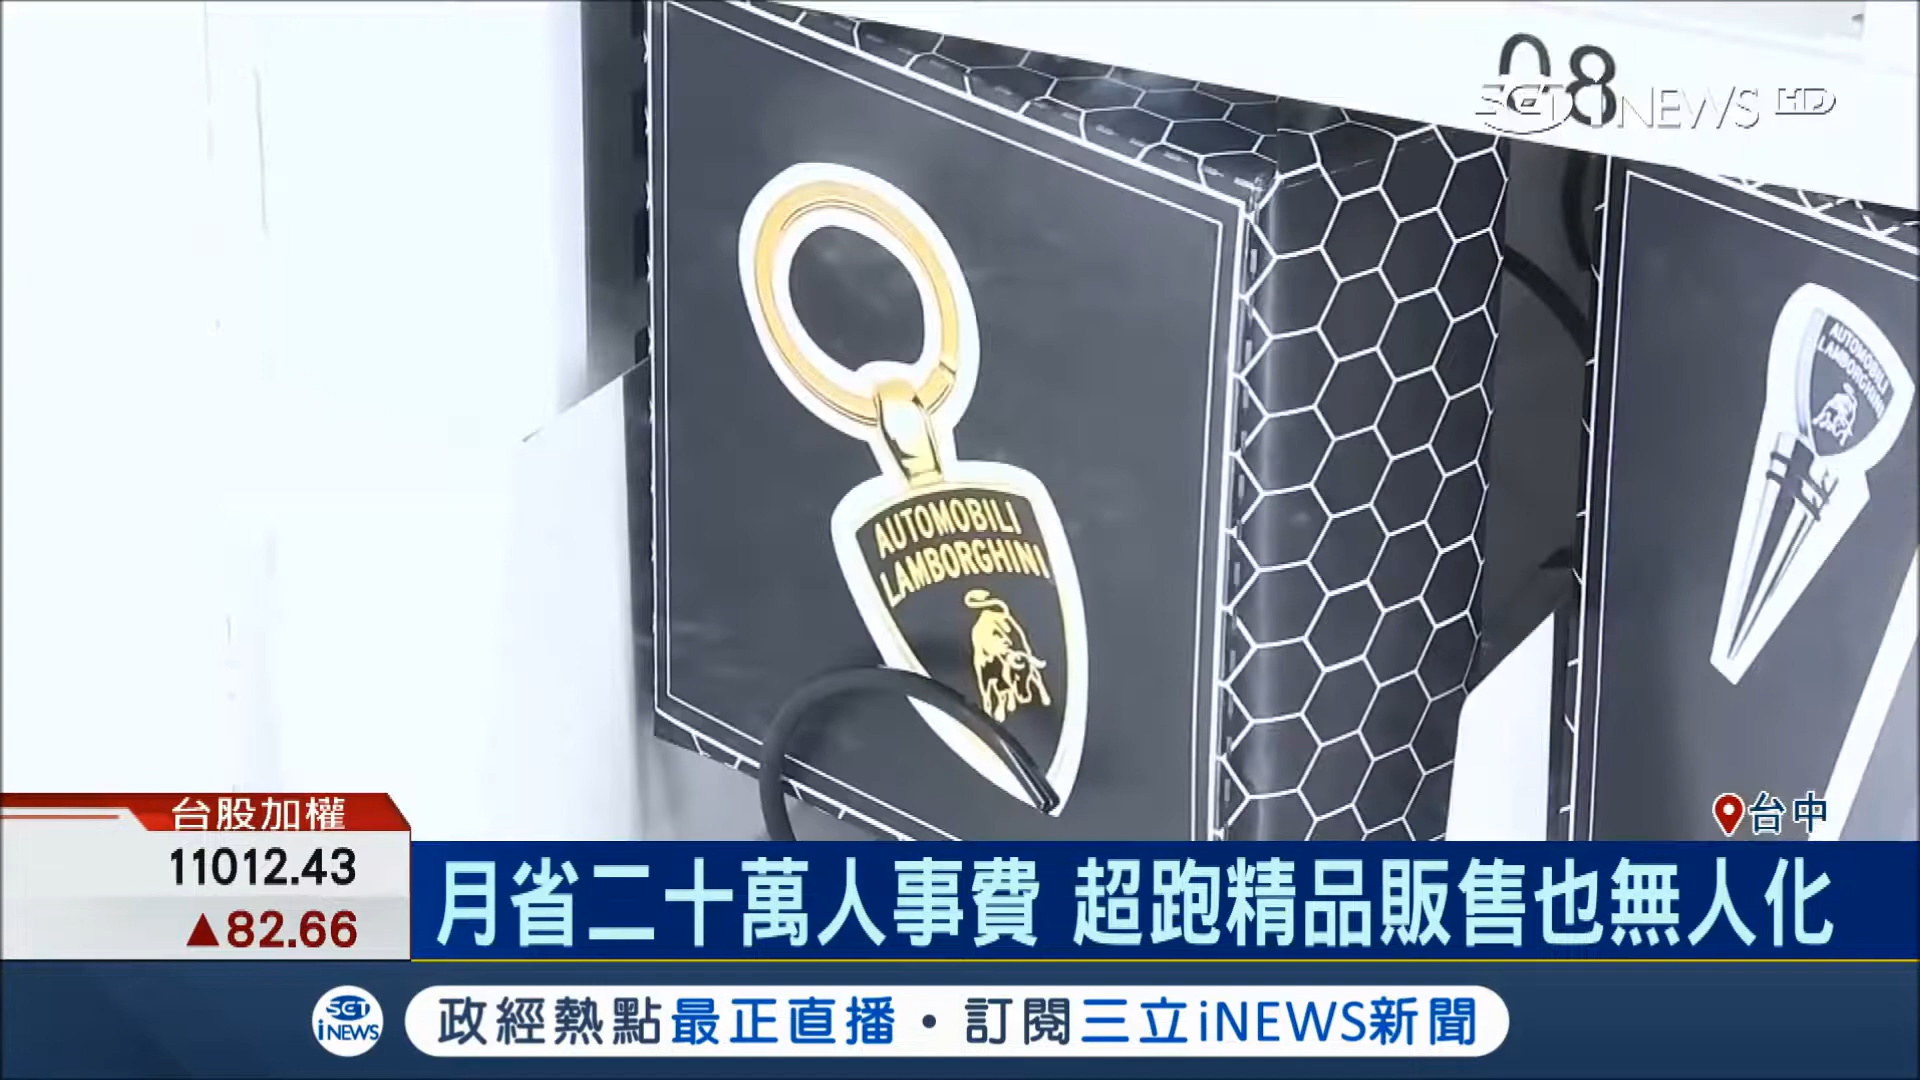 08
SET iNEWS HD
AUTOMOBILI
LAMBORGHINI
AUTOMOBILI
LAMBORGHINI
台中
台股加權
11012.43
▲82.66
月省二十萬人事費 超跑精品販售也無人化
SET
iNEWS
政經熱點最正直播・訂閱三立iNEWS新聞